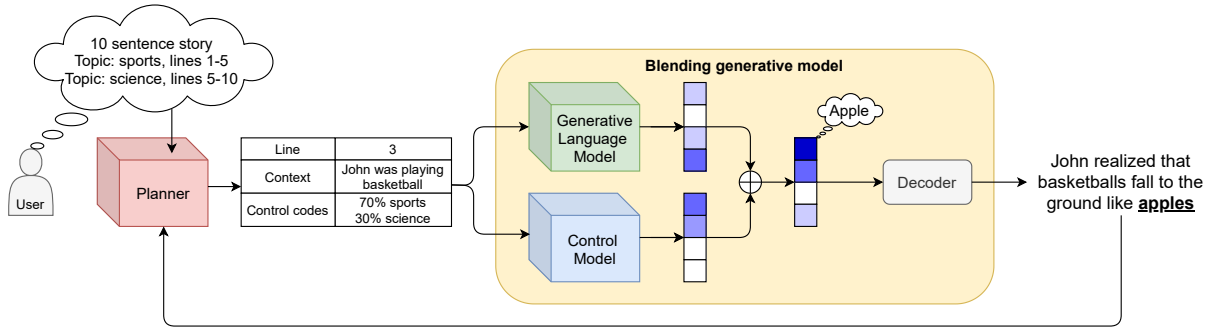 10 sentence story
Topic: sports, lines 1-5
Topic: science, lines 5-10
User
Planner
Line 3
Context John was playing basketball
Control codes 70% sports 30% science
Blending generative model
Generative
Language
Model
Control
Model
Apple
Decoder
John realized that
basketballs fall to the
ground like apples